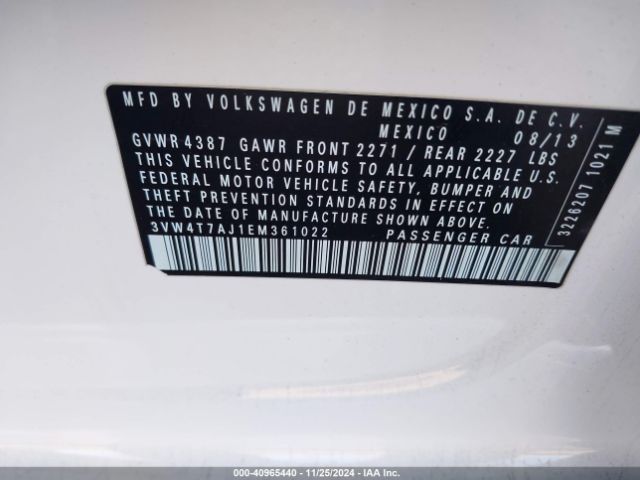 MFD BY VOLKSWAGEN DE MEXICO S.A. DE C.V.
MEXICO 08/13
GVWR 4387 GAWR FRONT 2271 / REAR 2227 LBS
THIS VEHICLE CONFORMS TO ALL APPLICABLE U.S.
FEDERAL MOTOR VEHICLE SAFETY, BUMPER AND
THEFT PREVENTION STANDARDS IN EFFECT ON
THE DATE OF MANUFACTURE SHOWN ABOVE.
3VW4T7AJ1EM361022 PASSENGER CAR
3226207 1021 M
000-40965440 - 11/25/2024 - IAAI.com